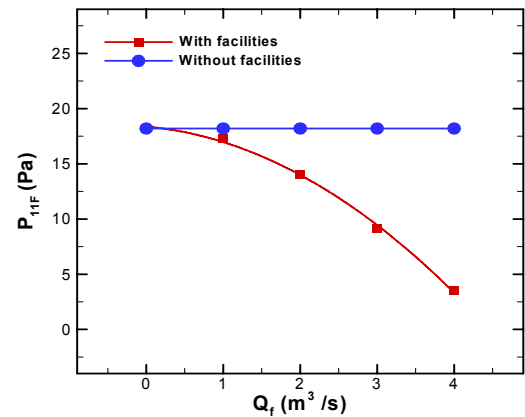 25
20
15
10
5
0
P11F (Pa)
With facilities
Without facilities
0 1 2 3 4
Qf (m3 /s)